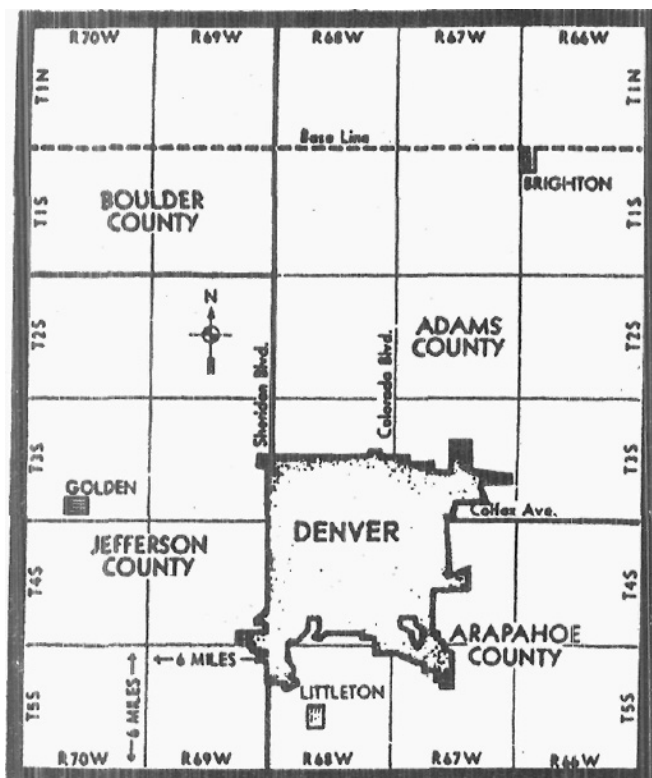 R70W R69W R68W R67W R66W
T1N T1N
Base Line
BRIGHTON
BOULDER
COUNTY
T1S T1S
N
ADAMS
COUNTY
T2S T2S
Sheridan Blvd.
Colorado Blvd.
T3S T3S
GOLDEN
Colfax Ave.
DENVER
JEFFERSON
COUNTY
T4S T4S
ARAPAHOE
COUNTY
←6 MILES→
←6 MILES→
LITTLETON
T5S T5S
R70W R69W R68W R67W R66W